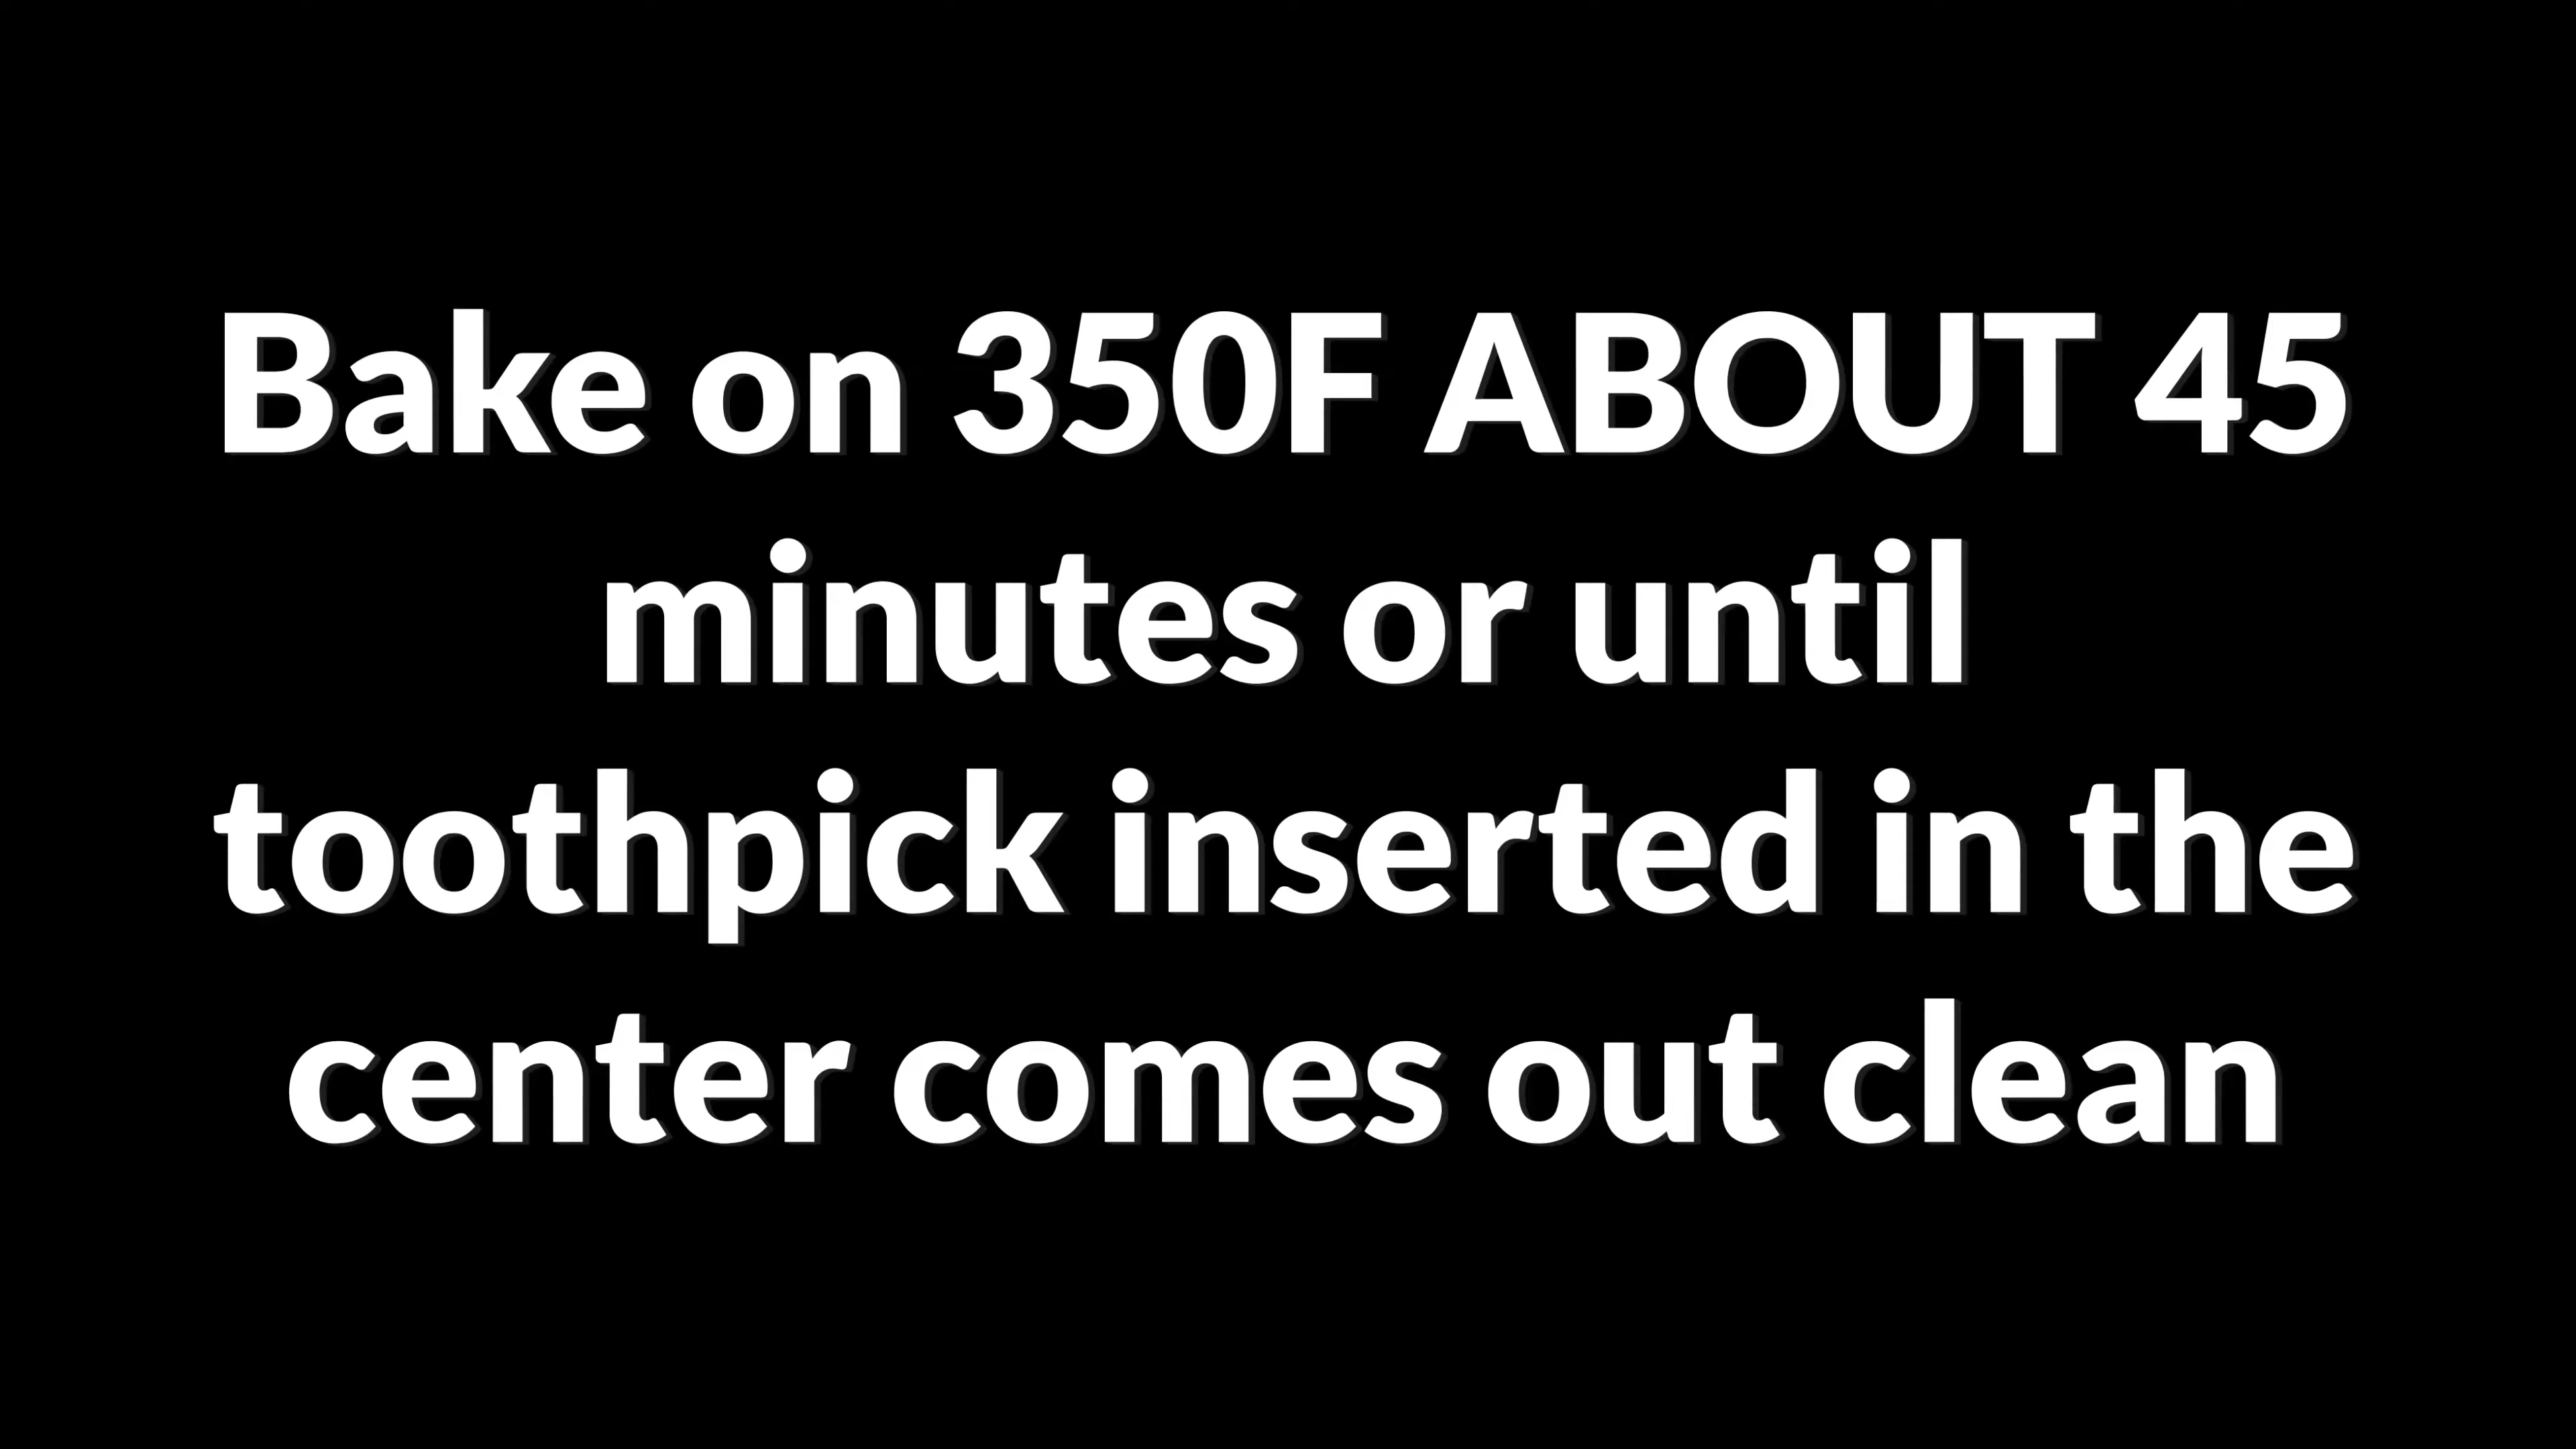 Bake on 350F ABOUT 45
minutes or until
toothpick inserted in the
center comes out clean